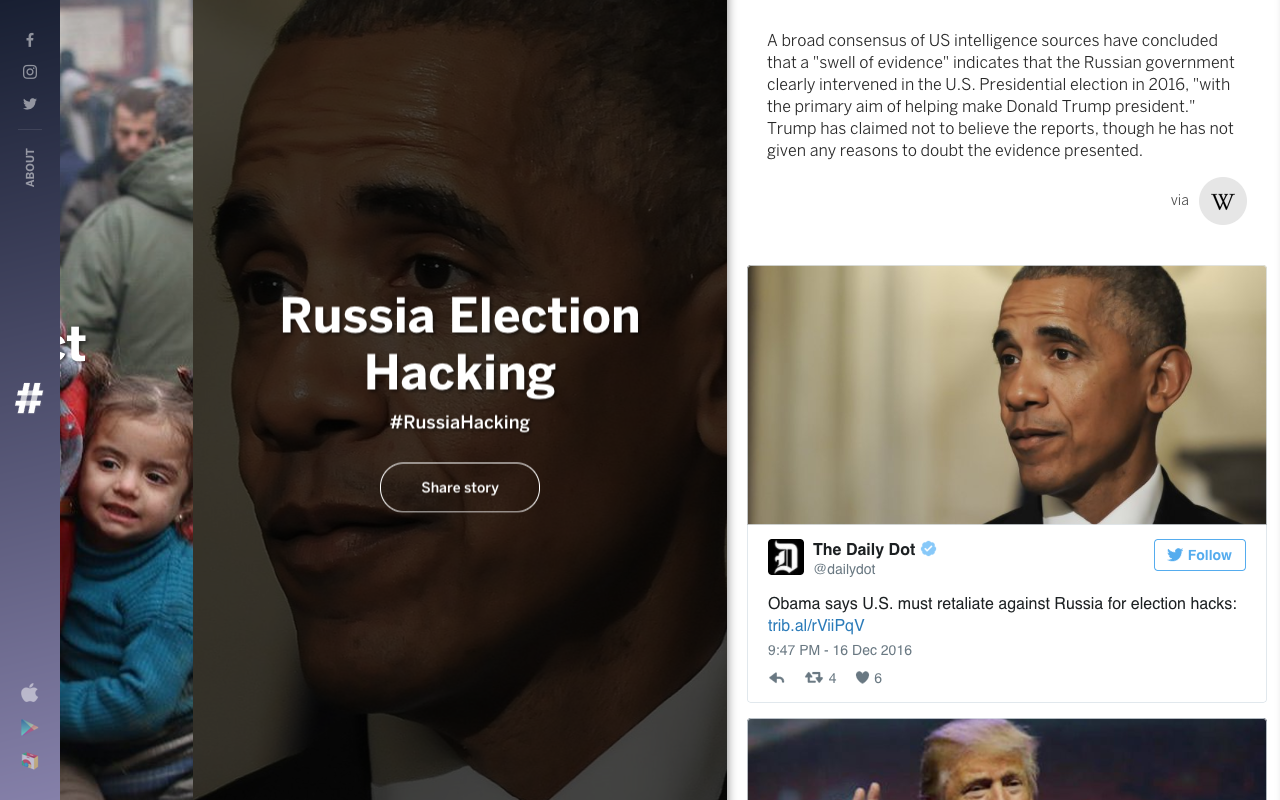 ABOUT
ct
#
Russia Election
Hacking
#RussiaHacking
Share story
A broad consensus of US intelligence sources have concluded
that a "swell of evidence" indicates that the Russian government
clearly intervened in the U.S. Presidential election in 2016, "with
the primary aim of helping make Donald Trump president."
Trump has claimed not to believe the reports, though he has not
given any reasons to doubt the evidence presented.
via W
D The Daily Dot
@dailydot
Follow
Obama says U.S. must retaliate against Russia for election hacks:
trib.al/rViiPqV
9:47 PM - 16 Dec 2016
4 6